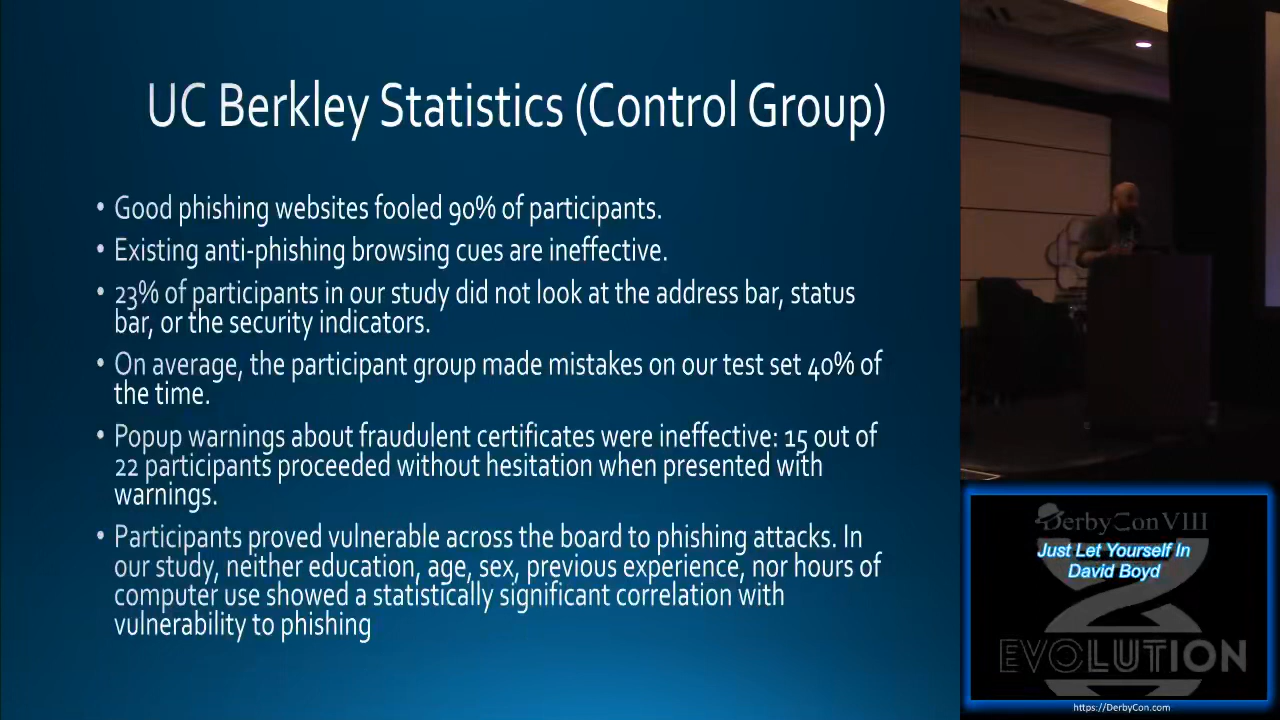 UC Berkley Statistics (Control Group)
• Good phishing websites fooled 90% of participants.
• Existing anti-phishing browsing cues are ineffective.
• 23% of participants in our study did not look at the address bar, status
bar, or the security indicators.
• On average, the participant group made mistakes on our test set 40% of
the time.
• Popup warnings about fraudulent certificates were ineffective: 15 out of
22 participants proceeded without hesitation when presented with
warnings.
• Participants proved vulnerable across the board to phishing attacks. In
our study, neither education, age, sex, previous experience, nor hours of
computer use showed a statistically significant correlation with
vulnerability to phishing
DerbyCon VIII
Just Let Yourself In
David Boyd
EVOLUTION
https://DerbyCon.com